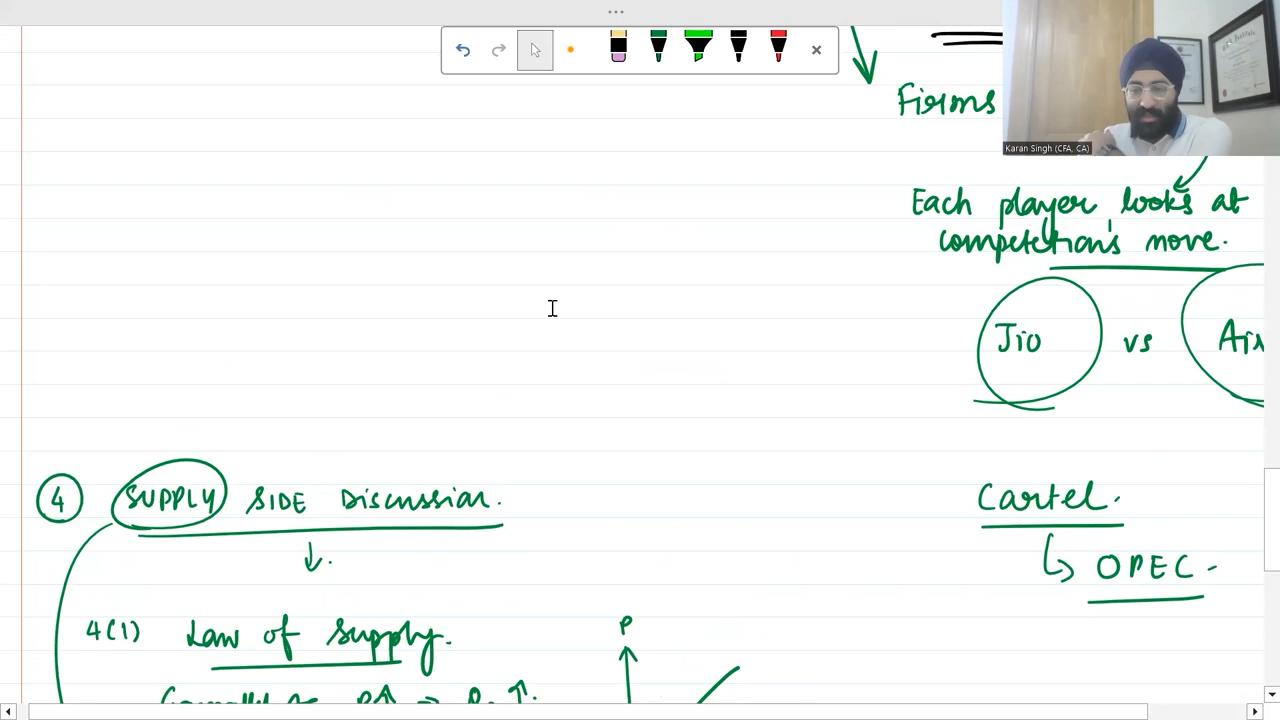 Firms
Karan Singh (CFA, CA)
Each player looks at
competition's move.
Jio vs Air
4 SUPPLY SIDE Discussion.
Cartel.
OPEC.
4(1) Law of supply.
P